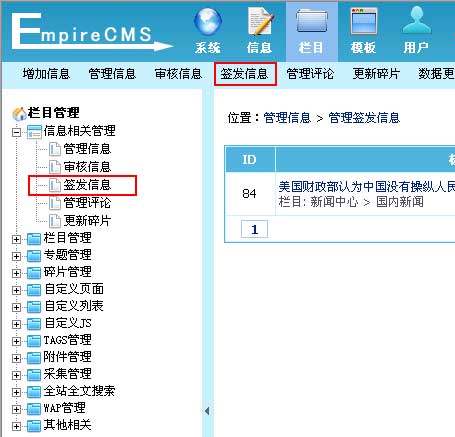 EmpireCMS
系统 信息 栏目 模板 用户
增加信息 管理信息 审核信息 签发信息 管理评论 更新碎片 数据更
栏目管理
信息相关管理
管理信息
审核信息
签发信息
管理评论
更新碎片
栏目管理
专题管理
碎片管理
自定义页面
自定义列表
自定义JS
TAGS管理
附件管理
采集管理
全站全文搜索
WAP管理
其他相关
位置：管理信息 > 管理签发信息
ID
84 美国财政部认为中国没有操纵人民
栏目: 新闻中心 > 国内新闻
1